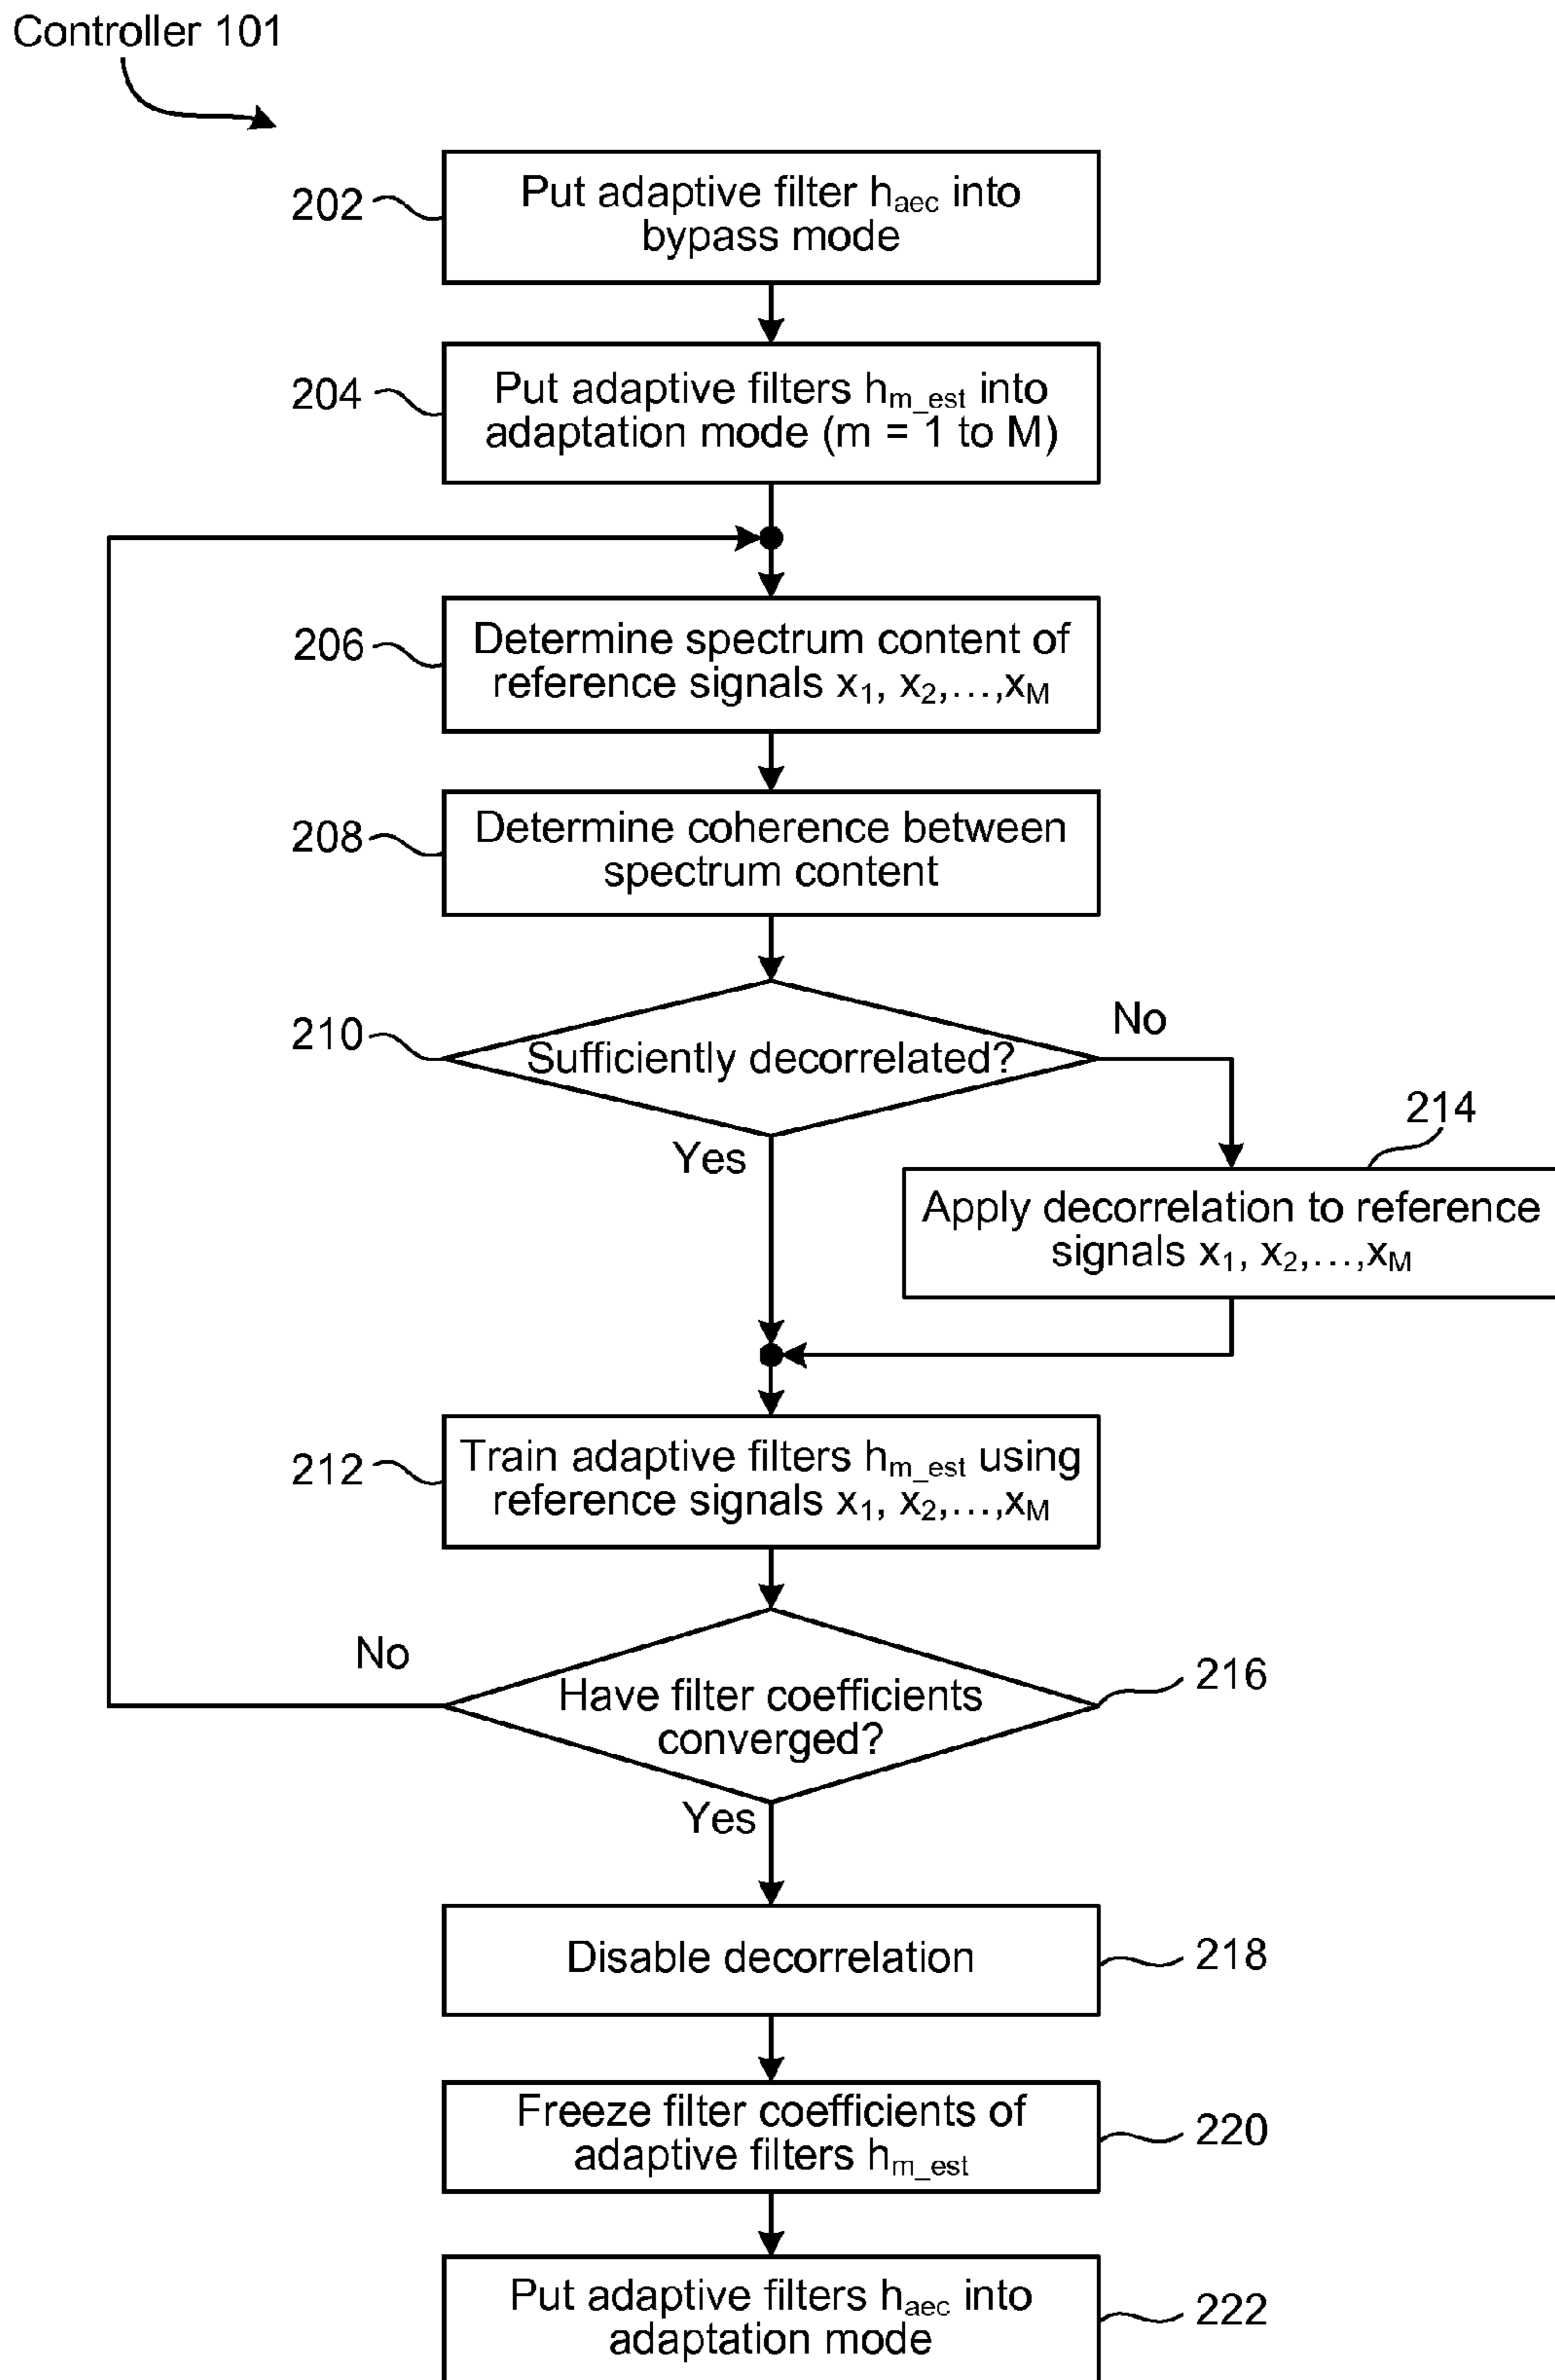 Controller 101
202
Put adaptive filter haec into
bypass mode
204
Put adaptive filters hm_est into
adaptation mode (m = 1 to M)
206
Determine spectrum content of
reference signals x1, x2,...,xM
208
Determine coherence between
spectrum content
210
Sufficiently decorrelated?
No
Yes
214
Apply decorrelation to reference
signals x1, x2,...,xM
212
Train adaptive filters hm_est using
reference signals x1, x2,...,xM
No
216
Have filter coefficients
converged?
Yes
Disable decorrelation
218
Freeze filter coefficients of
adaptive filters hm_est
220
Put adaptive filters haec into
adaptation mode
222